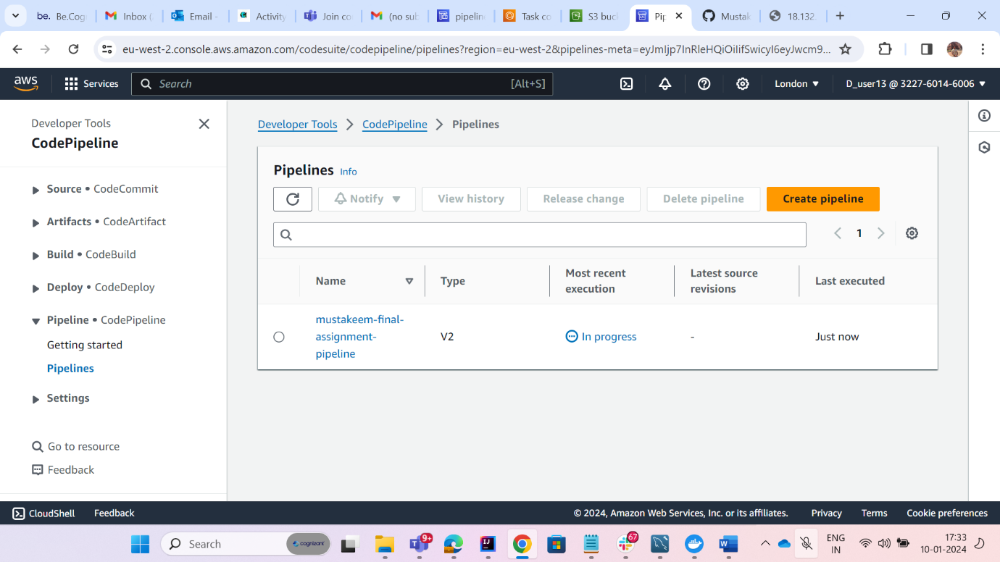 be. Be.Cogn
Inbox (
Email -
Activity
Join co
(no sub
pipeline
Task co
S3 buc
Pip
Mustak
18.132.
eu-west-2.console.aws.amazon.com/codesuite/codepipeline/pipelines?region=eu-west-2&pipelines-meta=eyJmIjp7InRleHQiOiIifSwicyI6eyJwcm9...
aws
Services
Search
[Alt+S]
London
D_user13 @ 3227-6014-6006
Developer Tools
CodePipeline
Source • CodeCommit
Artifacts • CodeArtifact
Build • CodeBuild
Deploy • CodeDeploy
Pipeline • CodePipeline
Getting started
Pipelines
Settings
Go to resource
Feedback
Developer Tools
CodePipeline
Pipelines
Pipelines Info
Notify
View history
Release change
Delete pipeline
Create pipeline
1
Name
Type
Most recent
execution
Latest source
revisions
Last executed
mustakeem-final-
assignment-
pipeline
V2
In progress
-
Just now
CloudShell
Feedback
© 2024, Amazon Web Services, Inc. or its affiliates.
Privacy
Terms
Cookie preferences
Search
cognizant
9+
67
ENG
IN
17:33
10-01-2024